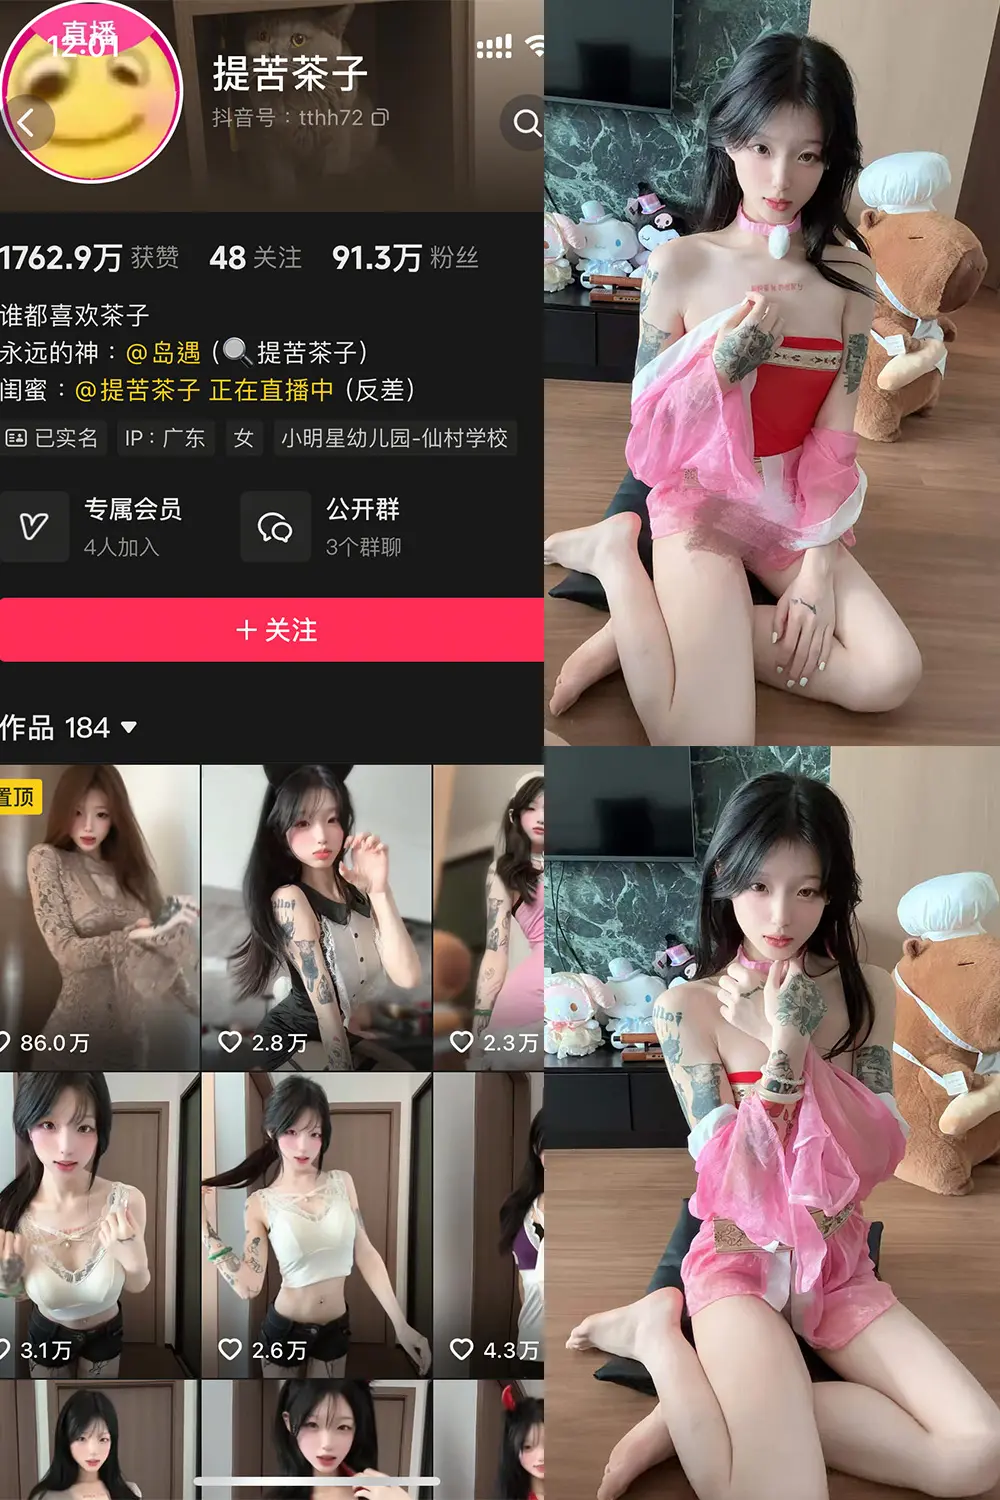 直播
12:01
提苦茶子
抖音号：tthh72
1762.9万 获赞 48 关注 91.3万 粉丝
谁都喜欢茶子
永远的神：@岛遇 (🔍提苦茶子)
闺蜜：@提苦茶子 正在直播中 (反差)
已实名 IP：广东 女 小明星幼儿园-仙村学校
专属会员 公开群
4人加入 3个群聊
+ 关注
作品 184
置顶
86.0万 2.8万 2.3万
3.1万 2.6万 4.3万